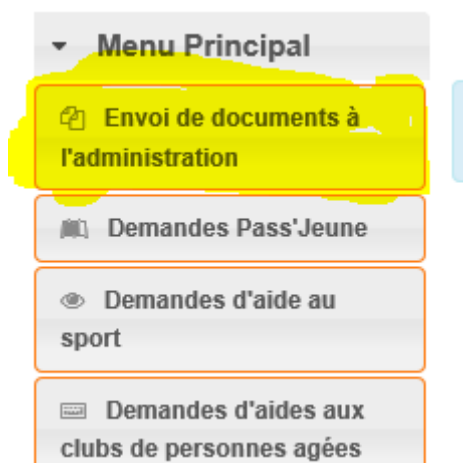 Menu Principal
Envoi de documents à
l'administration
Demandes Pass'Jeune
Demandes d'aide au
sport
Demandes d'aides aux
clubs de personnes agées